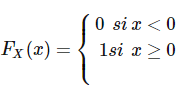 F_X(x) = { 0 si x < 0
1si x ≥ 0